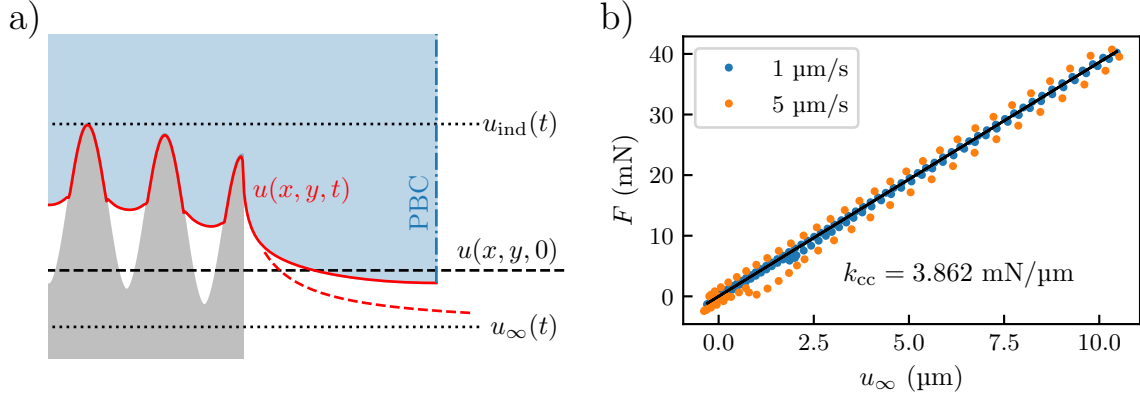 a)
u_ind(t)
u(x, y, t)
PBC
u(x, y, 0)
u_∞(t)
b)
1 µm/s
5 µm/s
k_cc = 3.862 mN/µm
F (mN)
40
30
20
10
0
0.0 2.5 5.0 7.5 10.0
u_∞ (µm)